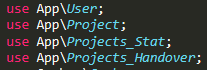 use App\User;
use App\Project;
use App\Projects_Stat;
use App\Projects_Handover;